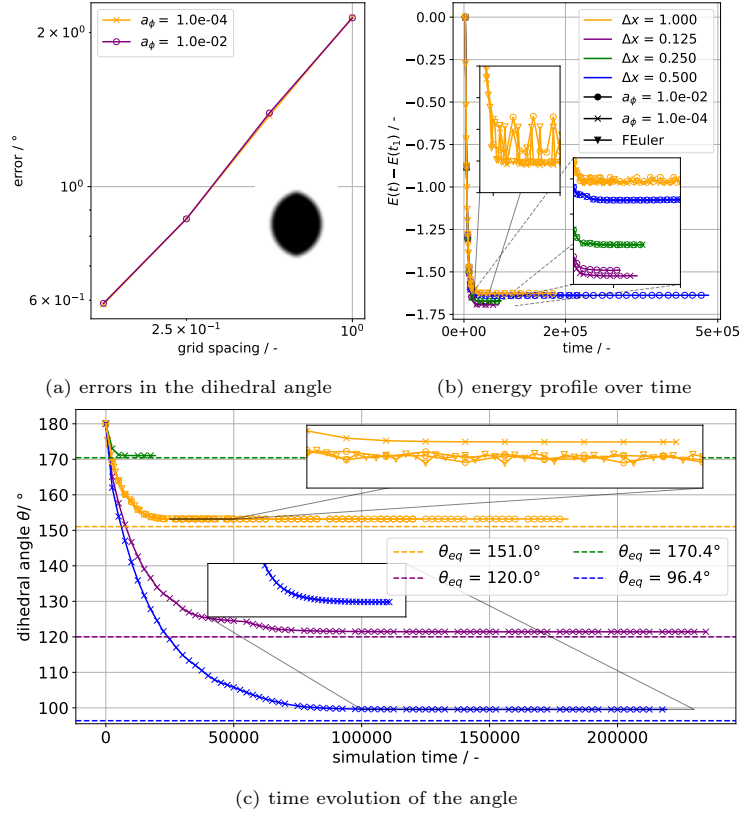 2 × 10⁰
10⁰
6 × 10⁻¹
error / °
a_ϕ = 1.0e-04
a_ϕ = 1.0e-02
2.5 × 10⁻¹
10⁰
grid spacing / -
(a) errors in the dihedral angle
0.00
−0.25
−0.50
−0.75
−1.00
−1.25
−1.50
−1.75
E(t) − E(t₁) / -
Δx = 1.000
Δx = 0.125
Δx = 0.250
Δx = 0.500
a_ϕ = 1.0e-02
a_ϕ = 1.0e-04
FEuler
0e+00
2e+05
5e+05
time / -
(b) energy profile over time
180
170
160
150
140
130
120
110
100
dihedral angle θ/ °
θ_eq = 151.0°
θ_eq = 120.0°
θ_eq = 170.4°
θ_eq = 96.4°
0
50000
100000
150000
200000
simulation time / -
(c) time evolution of the angle